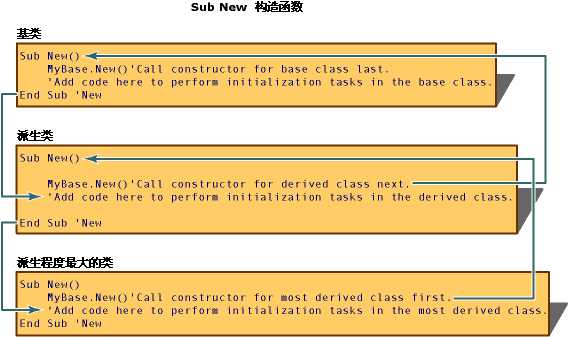 Sub New 构造函数
基类
Sub New()
MyBase.New()'Call constructor for base class last.
'Add code here to perform initialization tasks in the base class.
End Sub 'New
派生类
Sub New()
MyBase.New()'Call constructor for derived class next.
'Add code here to perform initialization tasks in the derived class.
End Sub 'New
派生程度最大的类
Sub New()
MyBase.New()'Call constructor for most derived class first.
'Add code here to perform initialization tasks in the most derived class.
End Sub 'New